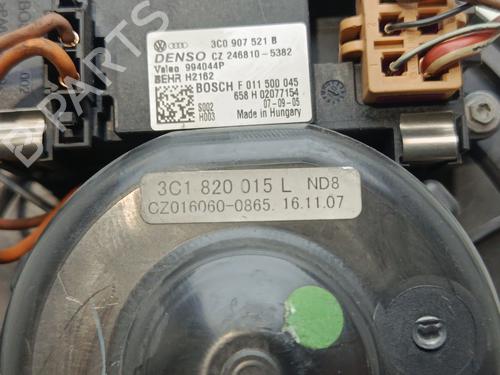 3C0 907 521 B
DENSO CZ 246810-5382
Valeo 994044P
BEHR H2162
BOSCH F 011 500 045
658 H 02077154
07-09-05
S002
H003
Made in Hungary
3C1 820 015 L ND8
CZ016060-0865. 16.11.07